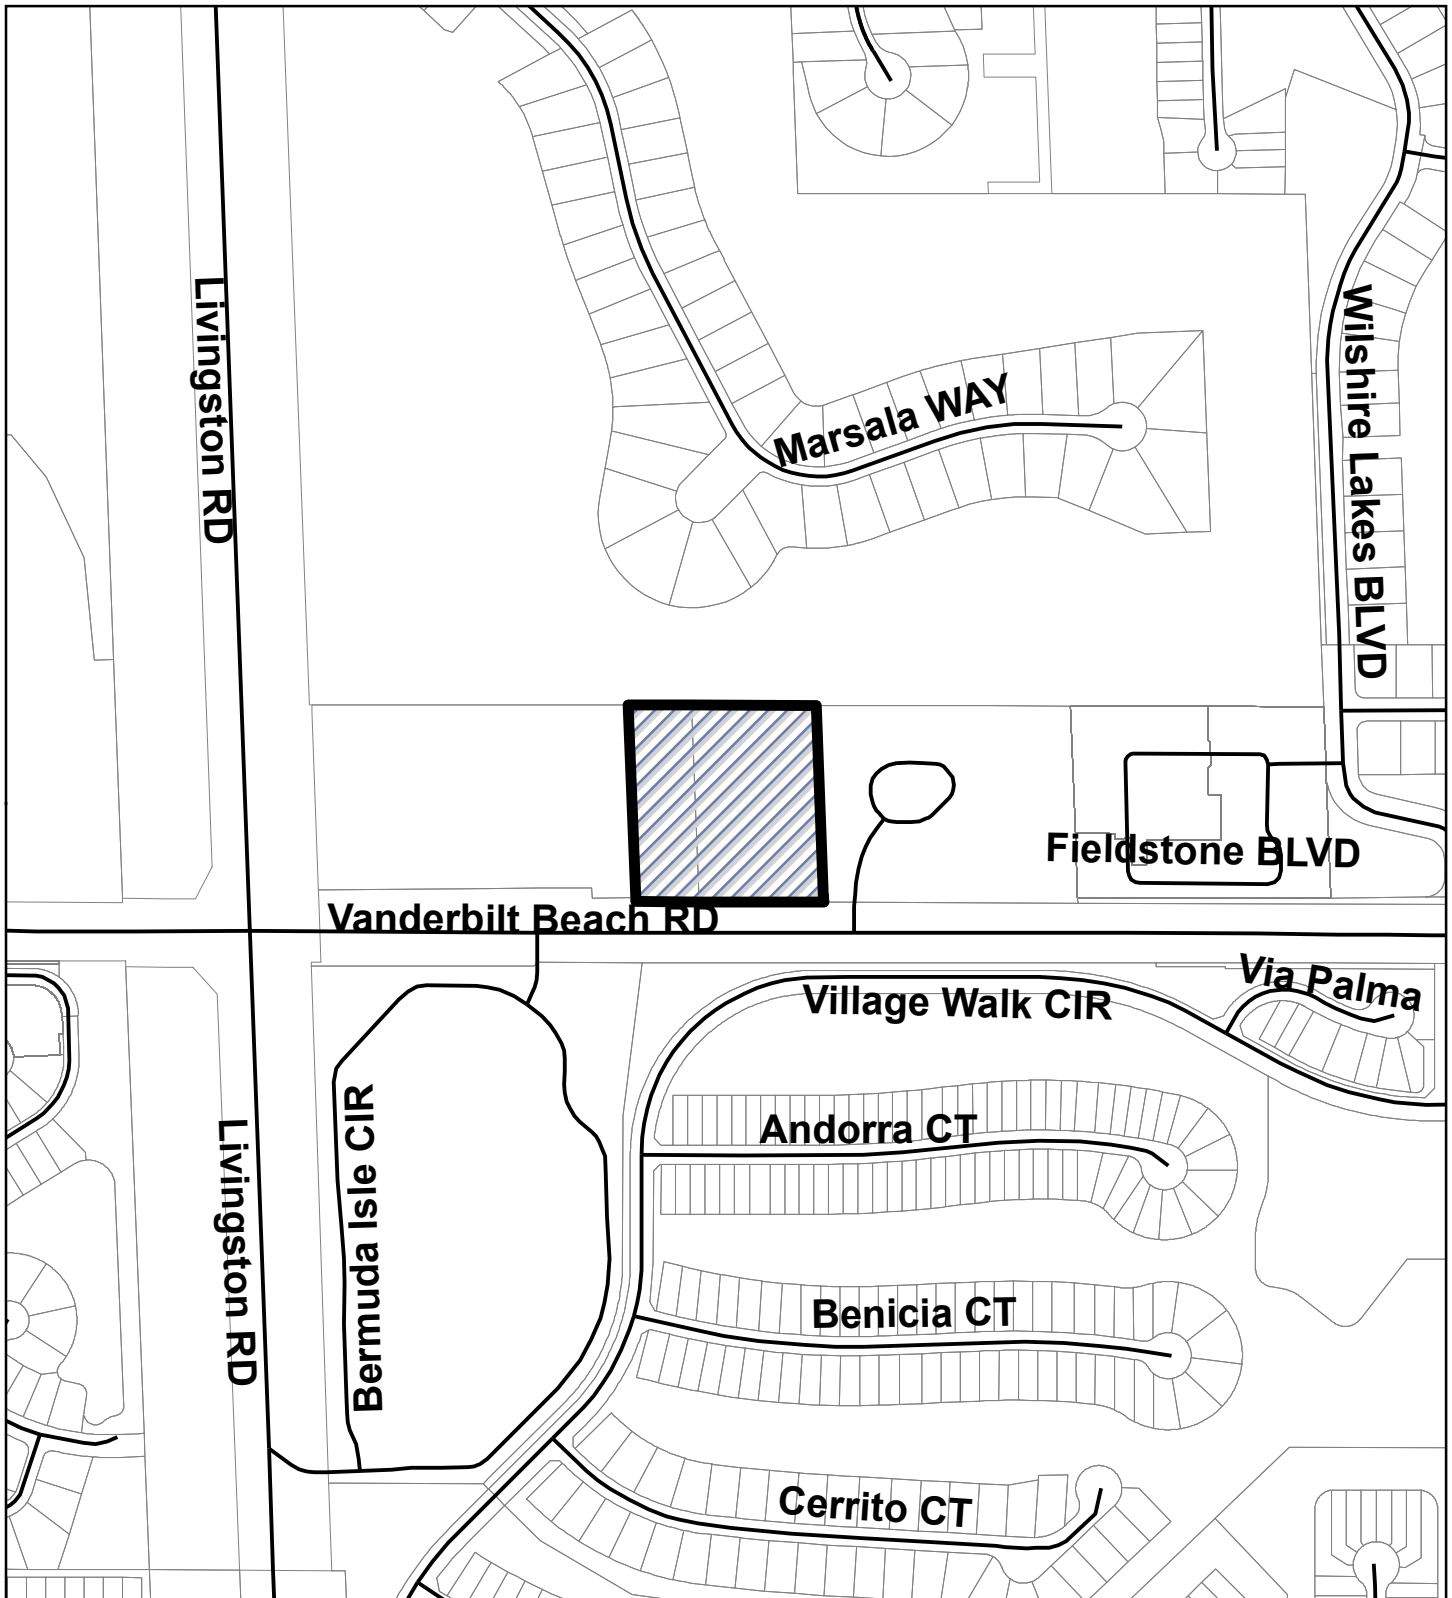 Livingston RD
Marsala WAY
Wilshire Lakes BLVD
Fieldstone BLVD
Vanderbilt Beach RD
Via Palma
Village Walk CIR
Bermuda Isle CIR
Livingston RD
Andorra CT
Benicia CT
Cerrito CT